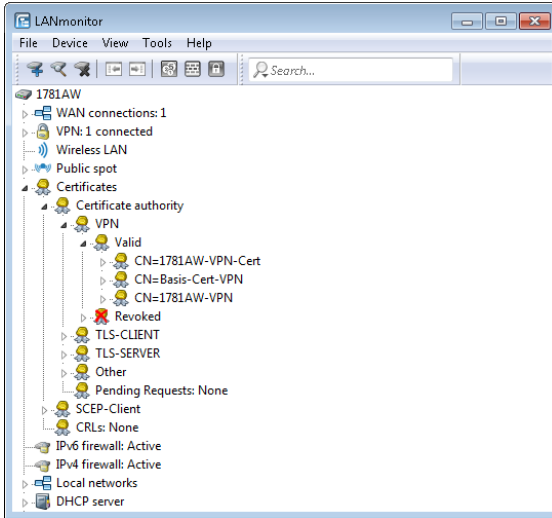 LANmonitor
File Device View Tools Help
Search...
1781AW
WAN connections: 1
VPN: 1 connected
Wireless LAN
Public spot
Certificates
Certificate authority
VPN
Valid
CN=1781AW-VPN-Cert
CN=Basis-Cert-VPN
CN=1781AW-VPN
Revoked
TLS-CLIENT
TLS-SERVER
Other
Pending Requests: None
SCEP-Client
CRLs: None
IPv6 firewall: Active
IPv4 firewall: Active
Local networks
DHCP server